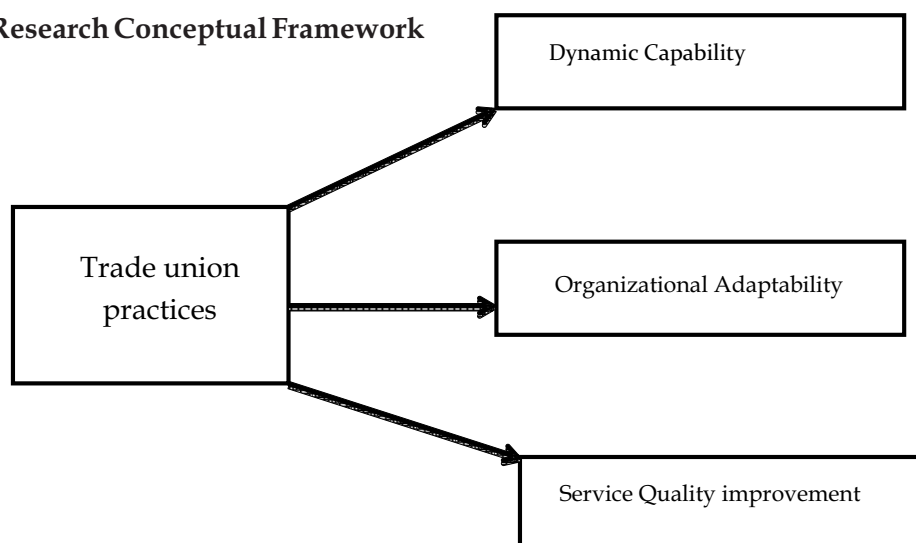 Research Conceptual Framework
Dynamic Capability
Trade union
practices
Organizational Adaptability
Service Quality improvement